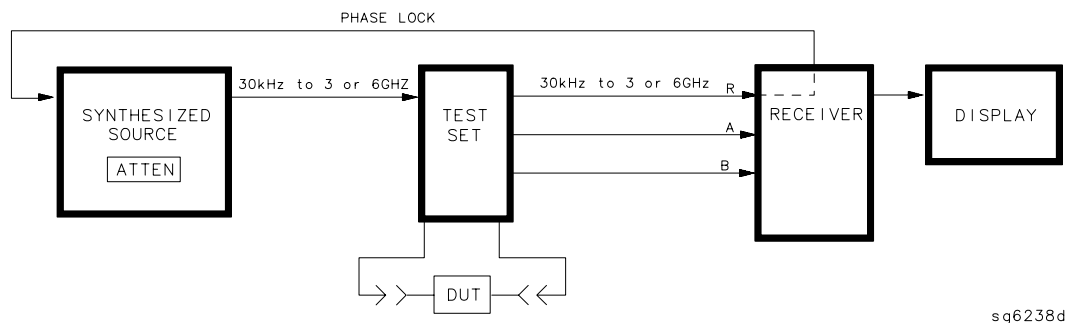 PHASE LOCK
30kHz to 3 or 6GHZ
30kHz to 3 or 6GHz
R
SYNTHESIZED
SOURCE
ATTEN
TEST
SET
A
B
RECEIVER
DISPLAY
DUT
sq6238d